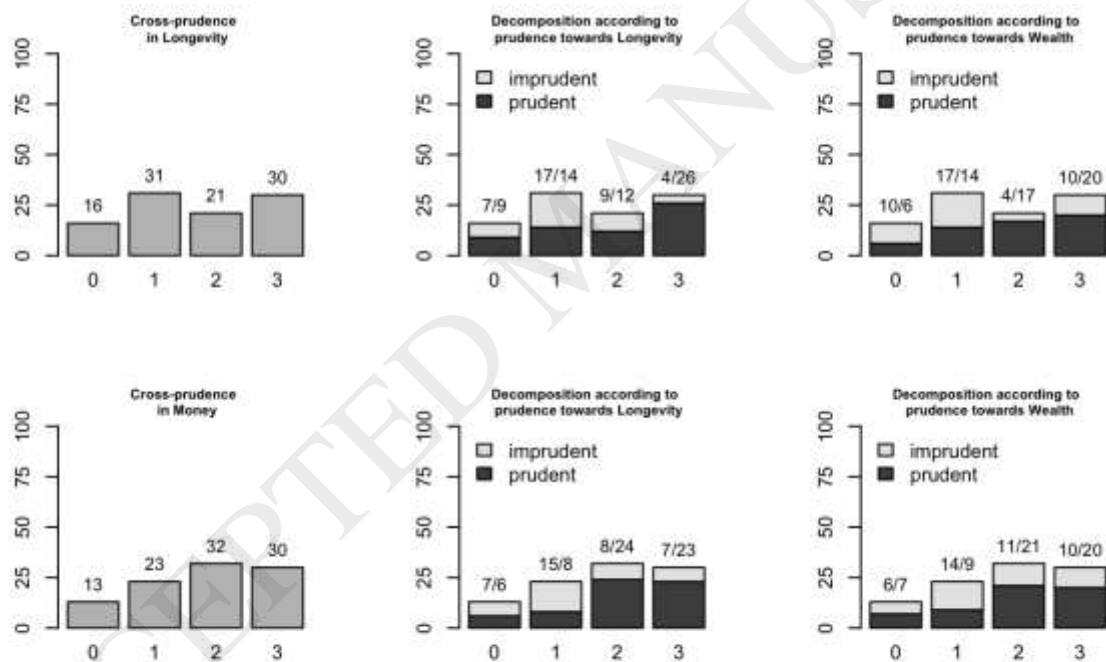 Cross-prudence
in Longevity
100
75
50
25
0
16
31
21
30
0 1 2 3
Decomposition according to
prudence towards Longevity
100
75
50
25
0
imprudent
prudent
7/9
17/14
9/12
4/26
0 1 2 3
Decomposition according to
prudence towards Wealth
100
75
50
25
0
imprudent
prudent
10/6
17/14
4/17
10/20
0 1 2 3
Cross-prudence
in Money
100
75
50
25
0
13
23
32
30
0 1 2 3
Decomposition according to
prudence towards Longevity
100
75
50
25
0
imprudent
prudent
7/6
15/8
8/24
7/23
0 1 2 3
Decomposition according to
prudence towards Wealth
100
75
50
25
0
imprudent
prudent
6/7
14/9
11/21
10/20
0 1 2 3
CEPTED MANU